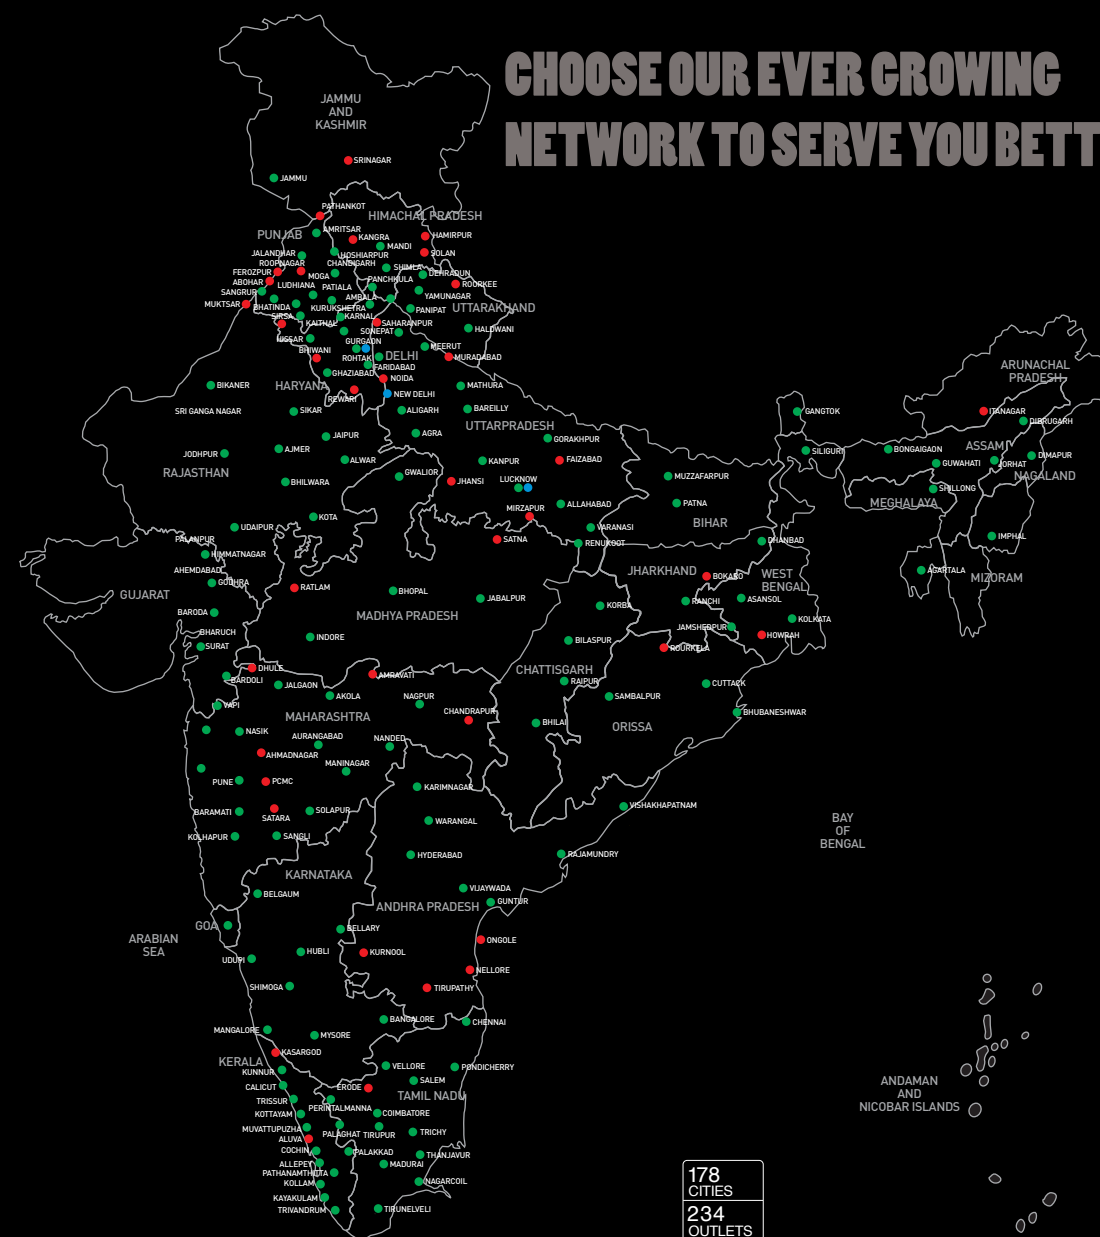 CHOOSE OUR EVER GROWING
NETWORK TO SERVE YOU BETT
JAMMU
AND
KASHMIR
SRINAGAR
JAMMU
PATHANKOT
HIMACHAL PRADESH
AMRITSAR
PUNJAB
KANGRA
HAMIRPUR
MANDI
JALANDHAR
HOSHIARPUR
SOLAN
ROOPNAGAR
CHANDIGARH
SHIMLA
FEROZPUR
MOGA
DEHRADUN
ABOHAR
LUDHIANA
PATIALA
PANCHKULA
ROORKEE
SANGRUR
AMBALA
YAMUNAGAR
MUKTSAR
BHATINDA
KURUKSHETRA
PANIPAT
UTTARAKHAND
SIRSA
KAITHAL
KARNAL
SAHARANPUR
SONEPAT
HALDWANI
HISSAR
GURGAON
MEERUT
BHIWANI
ROHTAK
DELHI
MURADABAD
FARIDABAD
GHAZIABAD
NOIDA
BIKANER
HARYANA
REWARI
NEW DELHI
MATHURA
SRI GANGA NAGAR
SIKAR
ALIGARH
BAREILLY
UTTARPRADESH
JAIPUR
AGRA
GORAKHPUR
JODHPUR
AJMER
ALWAR
KANPUR
FAIZABAD
RAJASTHAN
BHILWARA
GWALIOR
JHANSI
LUCKNOW
MUZZAFARPUR
ALLAHABAD
PATNA
KOTA
MIRZAPUR
BIHAR
UDAIPUR
VARANASI
PALANPUR
SATNA
RENUKOOT
DHANBAD
HIMMATNAGAR
AHEMDABAD
GODHRA
JHARKHAND
BOKARO
WEST
BENGAL
GUJARAT
RATLAM
BHOPAL
JABALPUR
KORBA
RANCHI
ASANSOL
BARODA
MADHYA PRADESH
KOLKATA
JAMSHEDPUR
BHARUCH
INDORE
BILASPUR
HOWRAH
SURAT
ROURKELA
DHULE
AMRAVATI
CHATTISGARH
BARDOLI
JALGAON
RAIPUR
CUTTACK
AKOLA
NAGPUR
SAMBALPUR
VAPI
CHANDRAPUR
BHUBANESHWAR
MAHARASHTRA
BHILAI
ORISSA
NASIK
AURANGABAD
NANDED
AHMADNAGAR
MANINAGAR
PUNE
PCMC
KARIMNAGAR
BARAMATI
SATARA
SOLAPUR
WARANGAL
VISHAKHAPATNAM
KOLHAPUR
SANGLI
HYDERABAD
RAJAMUNDRY
KARNATAKA
BELGAUM
VIJAYWADA
ANDHRA PRADESH
GUNTUR
GOA
BELLARY
ARABIAN
SEA
ONGOLE
HUBLI
KURNOOL
UDUPI
NELLORE
SHIMOGA
TIRUPATHY
BANGALORE
CHENNAI
MANGALORE
MYSORE
KASARGOD
KERALA
VELLORE
PONDICHERRY
KUNNUR
SALEM
CALICUT
ERODE
TAMIL NADU
TRISSUR
PERINTALMANNA
KOTTAYAM
COIMBATORE
MUVATTUPUZHA
PALAGHAT
TIRUPUR
TRICHY
ALUVA
COCHIN
PALAKKAD
THANJAVUR
ALLEPEY
MADURAI
PATHANAMTHITTA
KOLLAM
NAGARCOIL
KAYAKULAM
TRIVANDRUM
TIRUNELVELI
ARUNACHAL
PRADESH
GANGTOK
ITANAGAR
DIBRUGARH
SILIGURI
BONGAIGAON
ASSAM
DIMAPUR
GUWAHATI
JORHAT
NAGALAND
SHILLONG
MEGHALAYA
IMPHAL
AGARTALA
MIZORAM
BAY
OF
BENGAL
ANDAMAN
AND
NICOBAR ISLANDS
178
CITIES
234
OUTLETS